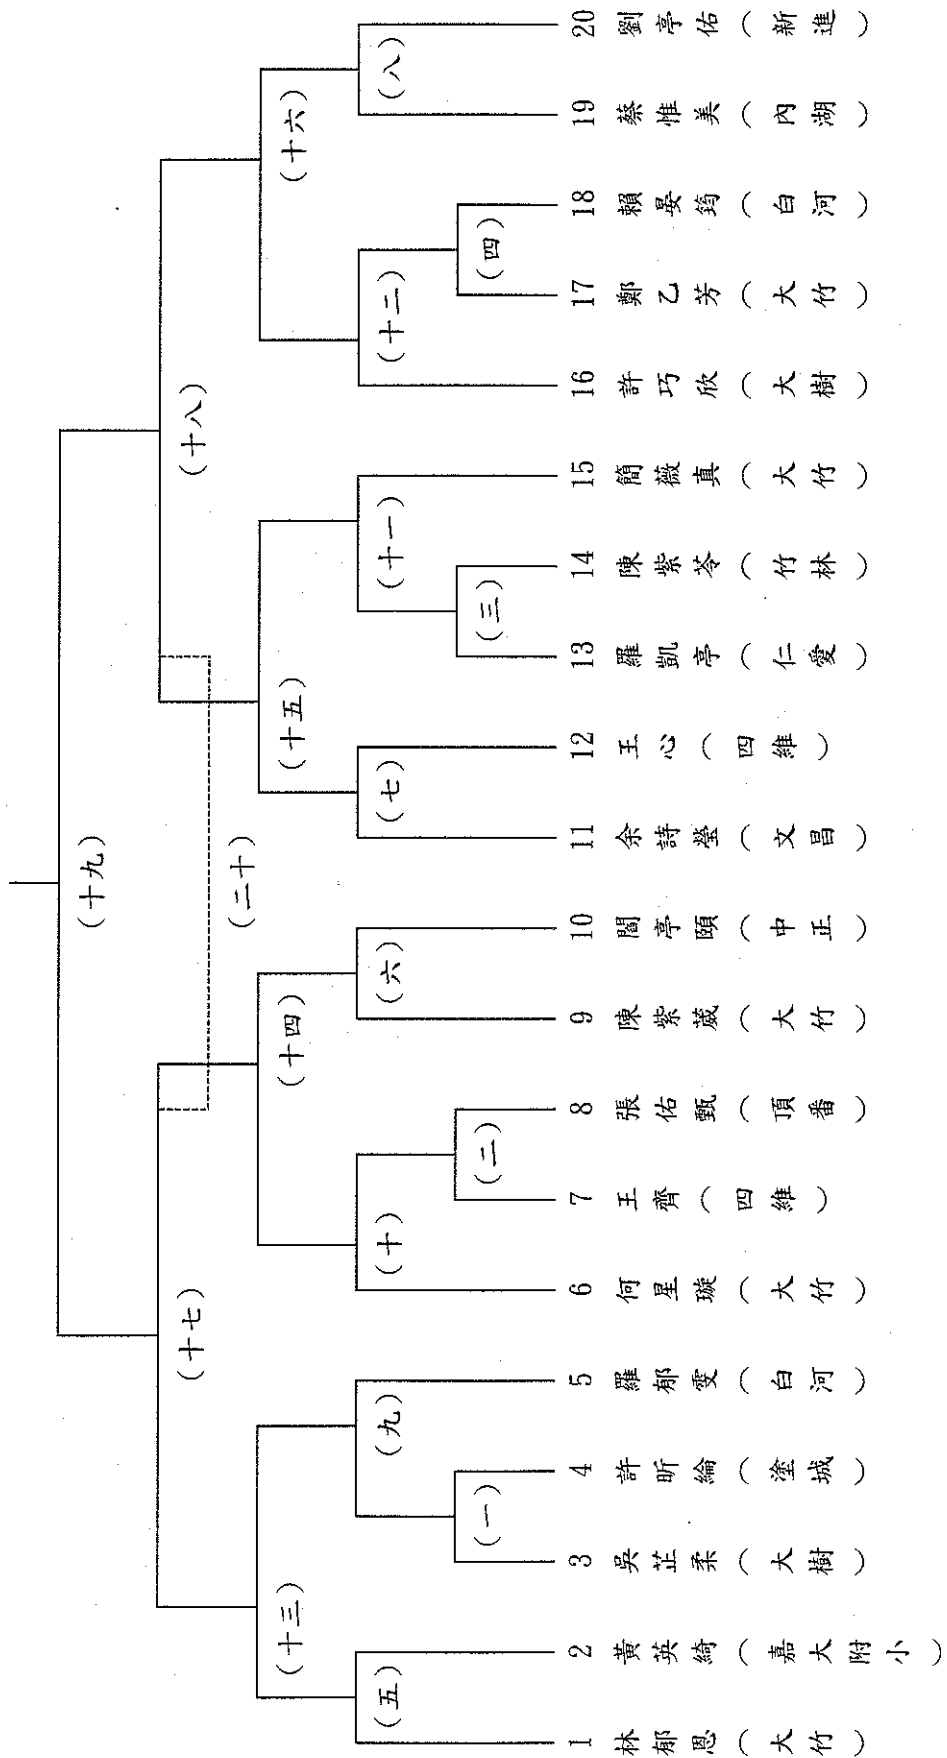 (十九)
(十七)
(十八)
(二十)
(十三)
(十四)
(十五)
(十六)
(五)
(九)
(十)
(六)
(七)
(十一)
(十二)
(八)
(一)
(二)
(三)
(四)
1 林郁恩(大竹)
2 黃英綺(嘉大附小)
3 吳芷柔(大樹)
4 許昕綸(塗城)
5 羅郁雯(白河)
6 何星璇(大竹)
7 王齊(四維)
8 張佑甄(頂番)
9 陳紫葳(大竹)
10 閻亭頤(中正)
11 余詩瑩(文昌)
12 王心(四維)
13 羅凱亭(仁愛)
14 陳紫苓(竹林)
15 簡薇真(大竹)
16 許巧欣(大樹)
17 鄭乙芳(大竹)
18 賴晏筠(白河)
19 蔡惟美(內湖)
20 劉亭佑(新進)